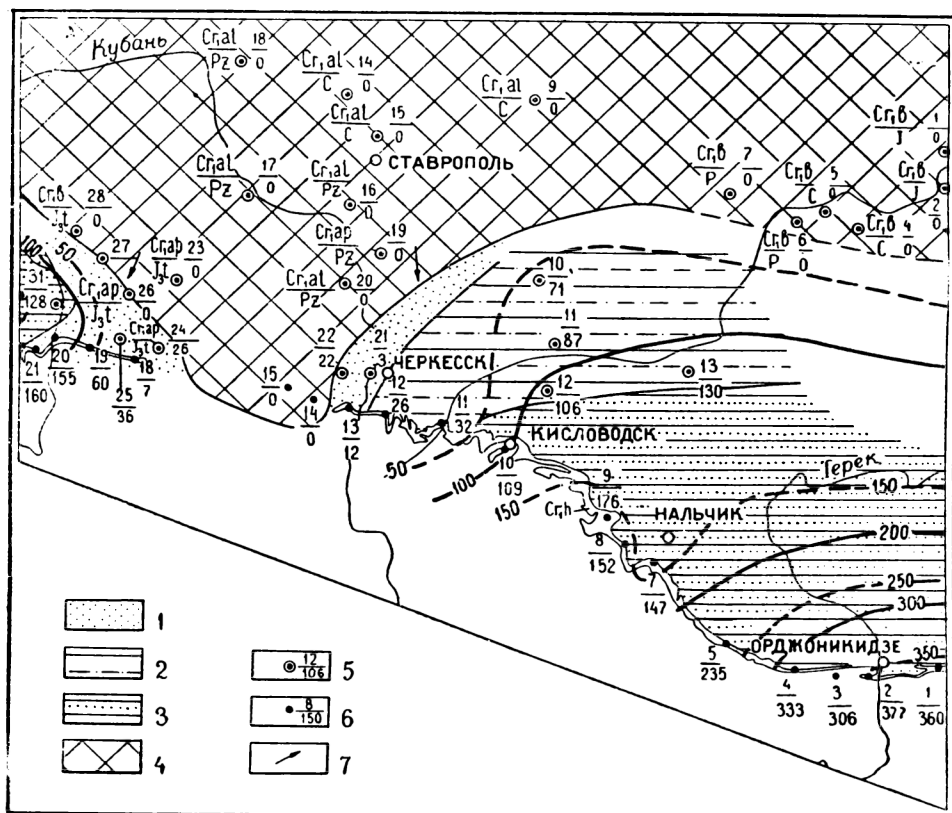 Кубань
Cr₁al 18
Pz 0
Cr₁al 14
C 0
Cr₁al 9
C 0
Cr₁al 15
C 0
СТАВРОПОЛЬ
Cr₁в 1
J 0
Cr₁в 7
P 0
Cr₁в 5
C 0
Cr₁в
J
2
0
Cr₁al 17
Pz 0
Cr₁al 16
Pz 0
Cr₁в 28
J₃t 0
Cr₁в 6
P 0
Cr₁в 4
C 0
Cr₁ap 19
Pz 0
27
Cr₁ap 23
J₃t 0
Cr₁al 20
Pz 0
100
50
31
128
Cr₁ap 26
J₃t 0
10
71
11
87
Cr₁ap 24
J₃t 26
22
22
21
3
ЧЕРКЕССК
12
26
21
160
20
155
19
60
18
7
25
36
15
0
14
0
13
12
11
32
12
106
13
130
50
100
150
КИСЛОВОДСК
10
169
9
176
Cr₁h
Терек
150
НАЛЬЧИК
200
8
152
7
147
250
300
ОРДЖОНИКИДЗЕ
350
5
235
4
333
3
306
2
377
1
360
1
2
3
4
12
106
5
8
150
6
7